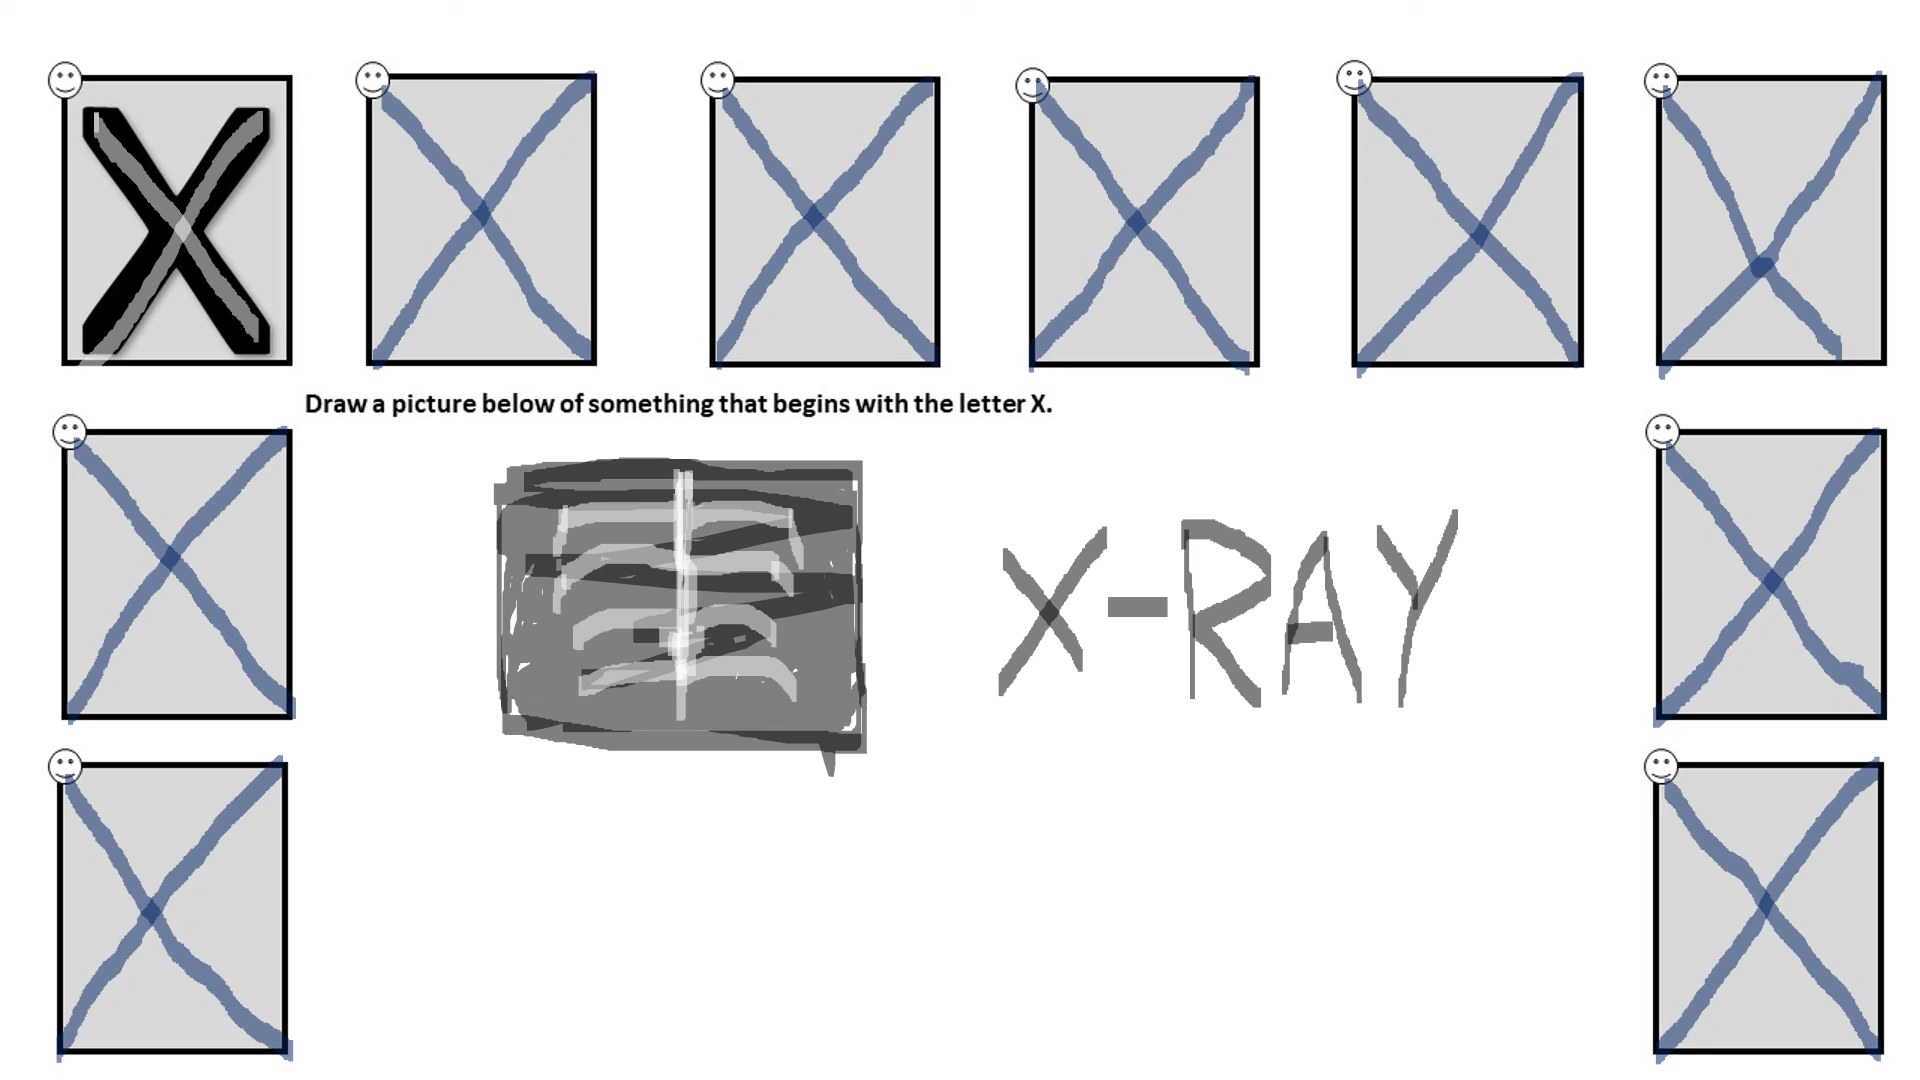 X X X X X X
Draw a picture below of something that begins with the letter X.
X X
X-RAY
X X